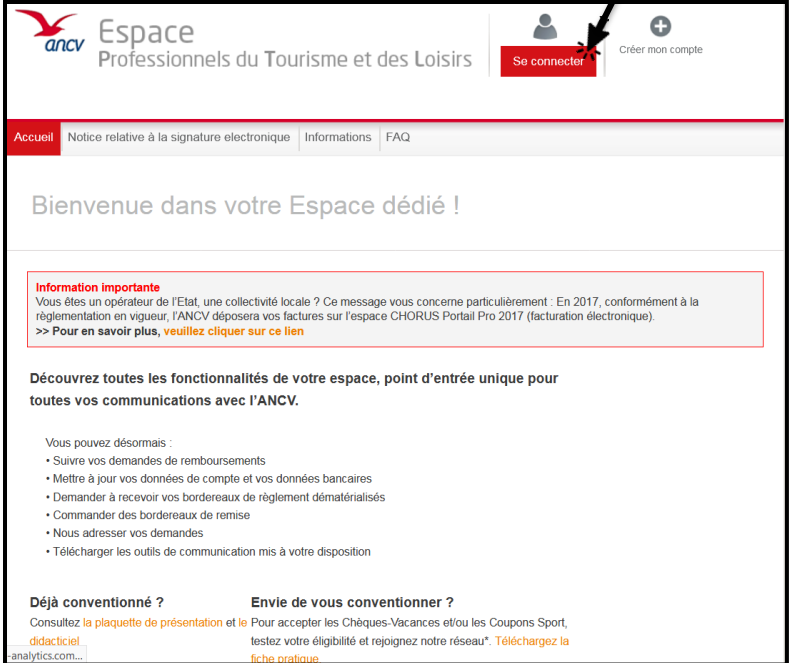 ancv
Espace
Professionnels du Tourisme et des Loisirs
Se connecter
Créer mon compte
Accueil
Notice relative à la signature electronique
Informations
FAQ
Bienvenue dans votre Espace dédié !
Information importante
Vous êtes un opérateur de l'Etat, une collectivité locale ? Ce message vous concerne particulièrement : En 2017, conformément à la
règlementation en vigueur, l'ANCV déposera vos factures sur l'espace CHORUS Portail Pro 2017 (facturation électronique).
>> Pour en savoir plus, veuillez cliquer sur ce lien
Découvrez toutes les fonctionnalités de votre espace, point d'entrée unique pour
toutes vos communications avec l'ANCV.
Vous pouvez désormais :
• Suivre vos demandes de remboursements
• Mettre à jour vos données de compte et vos données bancaires
• Demander à recevoir vos bordereaux de règlement dématérialisés
• Commander des bordereaux de remise
• Nous adresser vos demandes
• Télécharger les outils de communication mis à votre disposition
Déjà conventionné ?
Consultez la plaquette de présentation et le
didacticiel
Envie de vous conventionner ?
Pour accepter les Chèques-Vacances et/ou les Coupons Sport,
testez votre éligibilité et rejoignez notre réseau*. Téléchargez la
fiche pratique
-analytics.com...